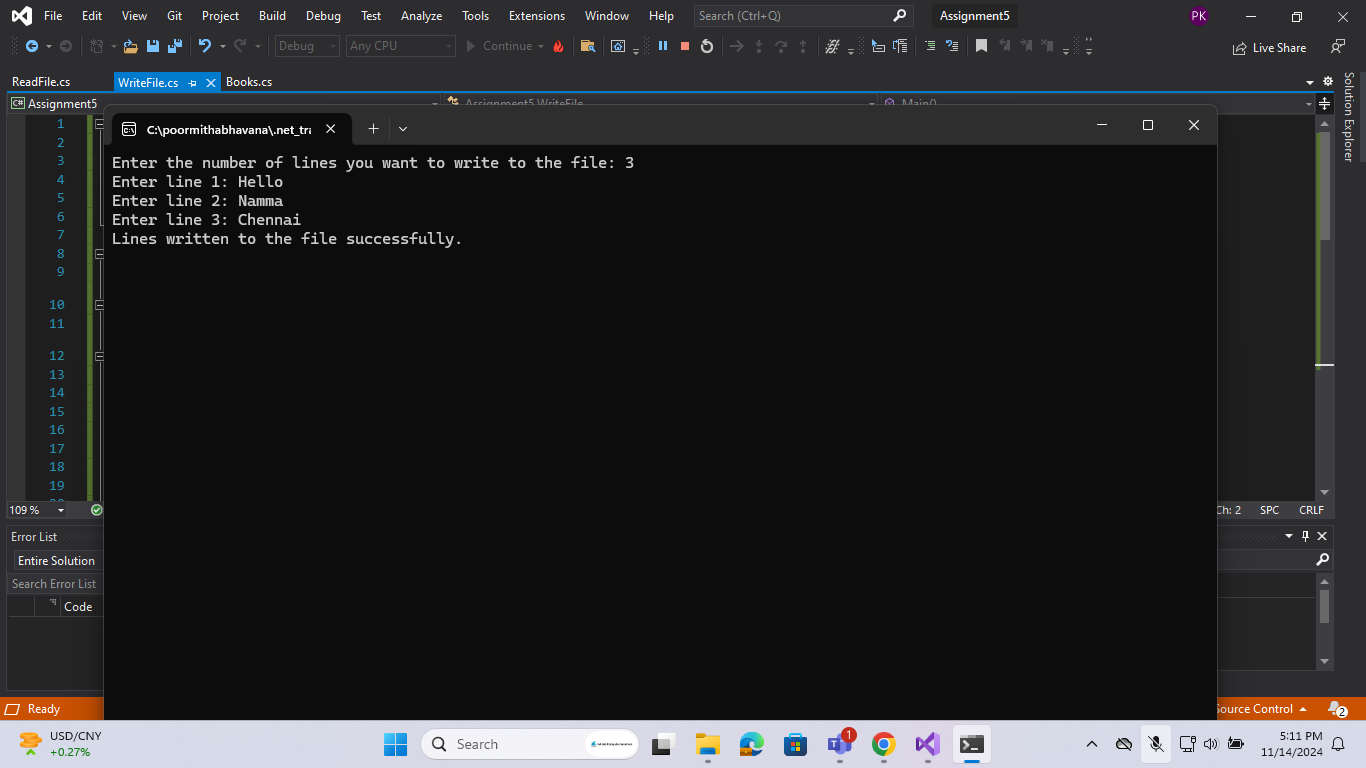 File Edit View Git Project Build Debug Test Analyze Tools Extensions Window Help Search (Ctrl+Q) Assignment5 PK
Debug Any CPU Continue Live Share
ReadFile.cs WriteFile.cs Books.cs
C# Assignment5 Assignment5.WriteFile Main()
Solution Explorer
C:\poormithabhavana\.net_tra
Enter the number of lines you want to write to the file: 3
Enter line 1: Hello
Enter line 2: Namma
Enter line 3: Chennai
Lines written to the file successfully.
1
2
3
4
5
6
7
8
9
10
11
12
13
14
15
16
17
18
19
109 % Ch: 2 SPC CRLF
Error List
Entire Solution
Search Error List
Code
Ready Source Control 2
USD/CNY
+0.27%
Search
1
5:11 PM
11/14/2024